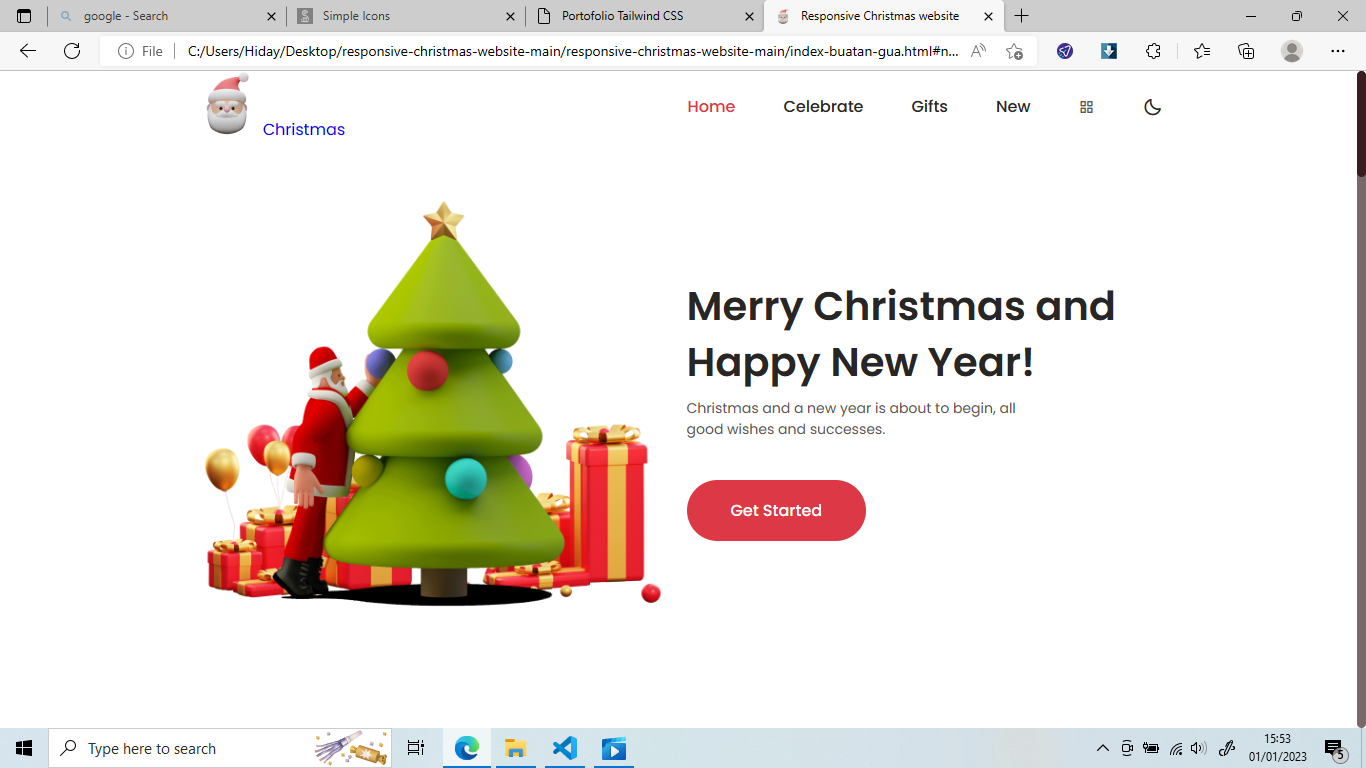 google - Search
Simple Icons
Portofolio Tailwind CSS
Responsive Christmas website
File
C:/Users/Hiday/Desktop/responsive-christmas-website-main/responsive-christmas-website-main/index-buatan-gua.html#n...
Christmas
Home
Celebrate
Gifts
New
Merry Christmas and
Happy New Year!
Christmas and a new year is about to begin, all
good wishes and successes.
Get Started
Type here to search
15:53
01/01/2023
5